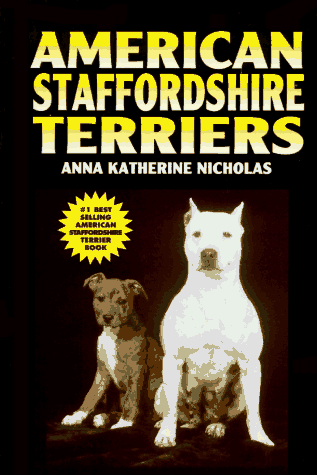 AMERICAN
STAFFORDSHIRE
TERRIERS
ANNA KATHERINE NICHOLAS
#1 BEST
SELLING
AMERICAN
STAFFORDSHIRE
TERRIER
BOOK